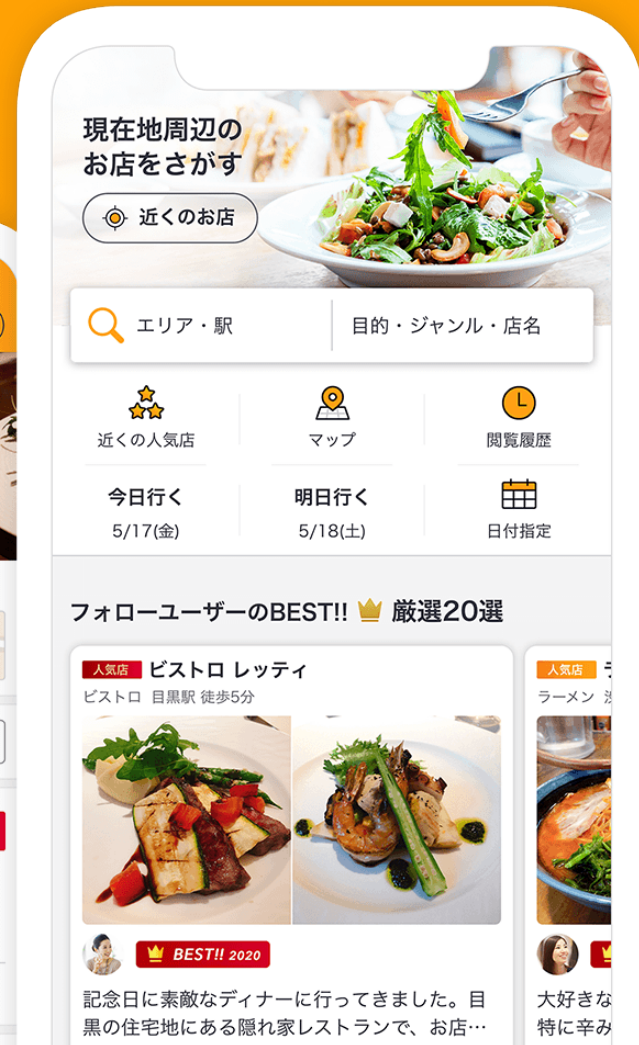 現在地周辺の
お店をさがす
近くのお店
エリア・駅
目的・ジャンル・店名
近くの人気店
マップ
閲覧履歴
今日行く
明日行く
5/17(金)
5/18(土)
日付指定
フォローユーザーのBEST!! 厳選20選
人気店 ビストロ レッティ
ビストロ 目黒駅 徒歩5分
人気店
ラーメン
BEST!! 2020
記念日に素敵なディナーに行ってきました。目
黒の住宅地にある隠れ家レストランで、お店…
大好きな
特に辛み